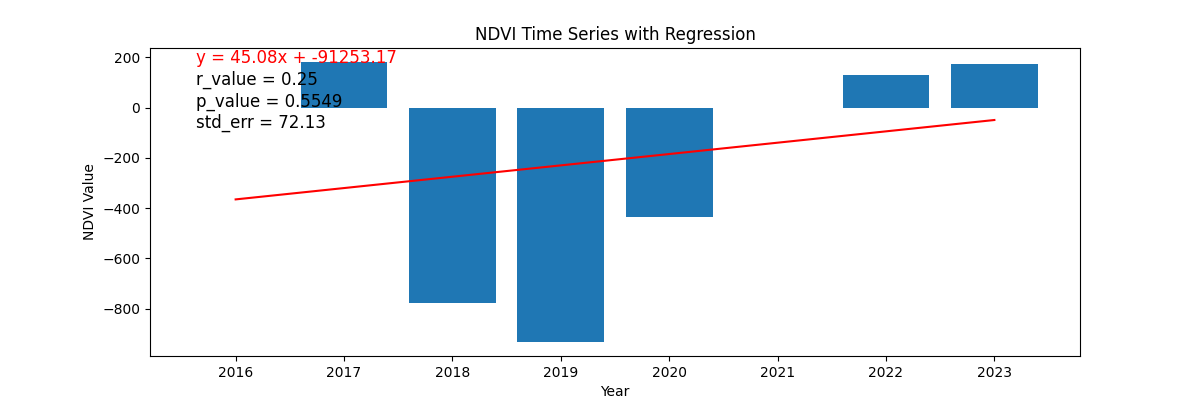 NDVI Time Series with Regression
y = 45.08x + -91253.17
r_value = 0.25
p_value = 0.5549
std_err = 72.13
200
0
−200
−400
−600
−800
NDVI Value
2016 2017 2018 2019 2020 2021 2022 2023
Year